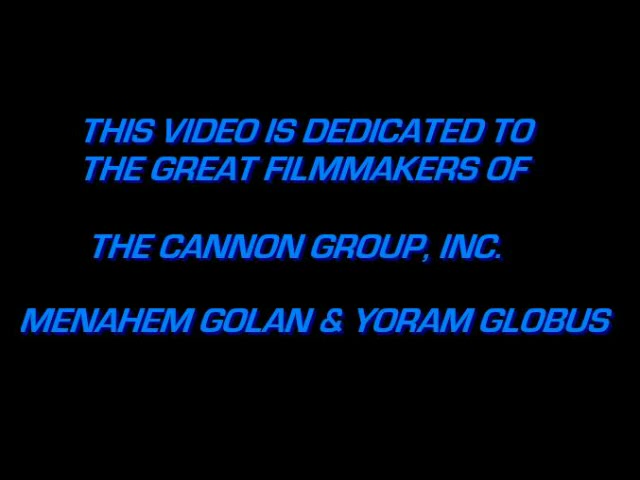 THIS VIDEO IS DEDICATED TO
THE GREAT FILMMAKERS OF
THE CANNON GROUP, INC.
MENAHEM GOLAN & YORAM GLOBUS